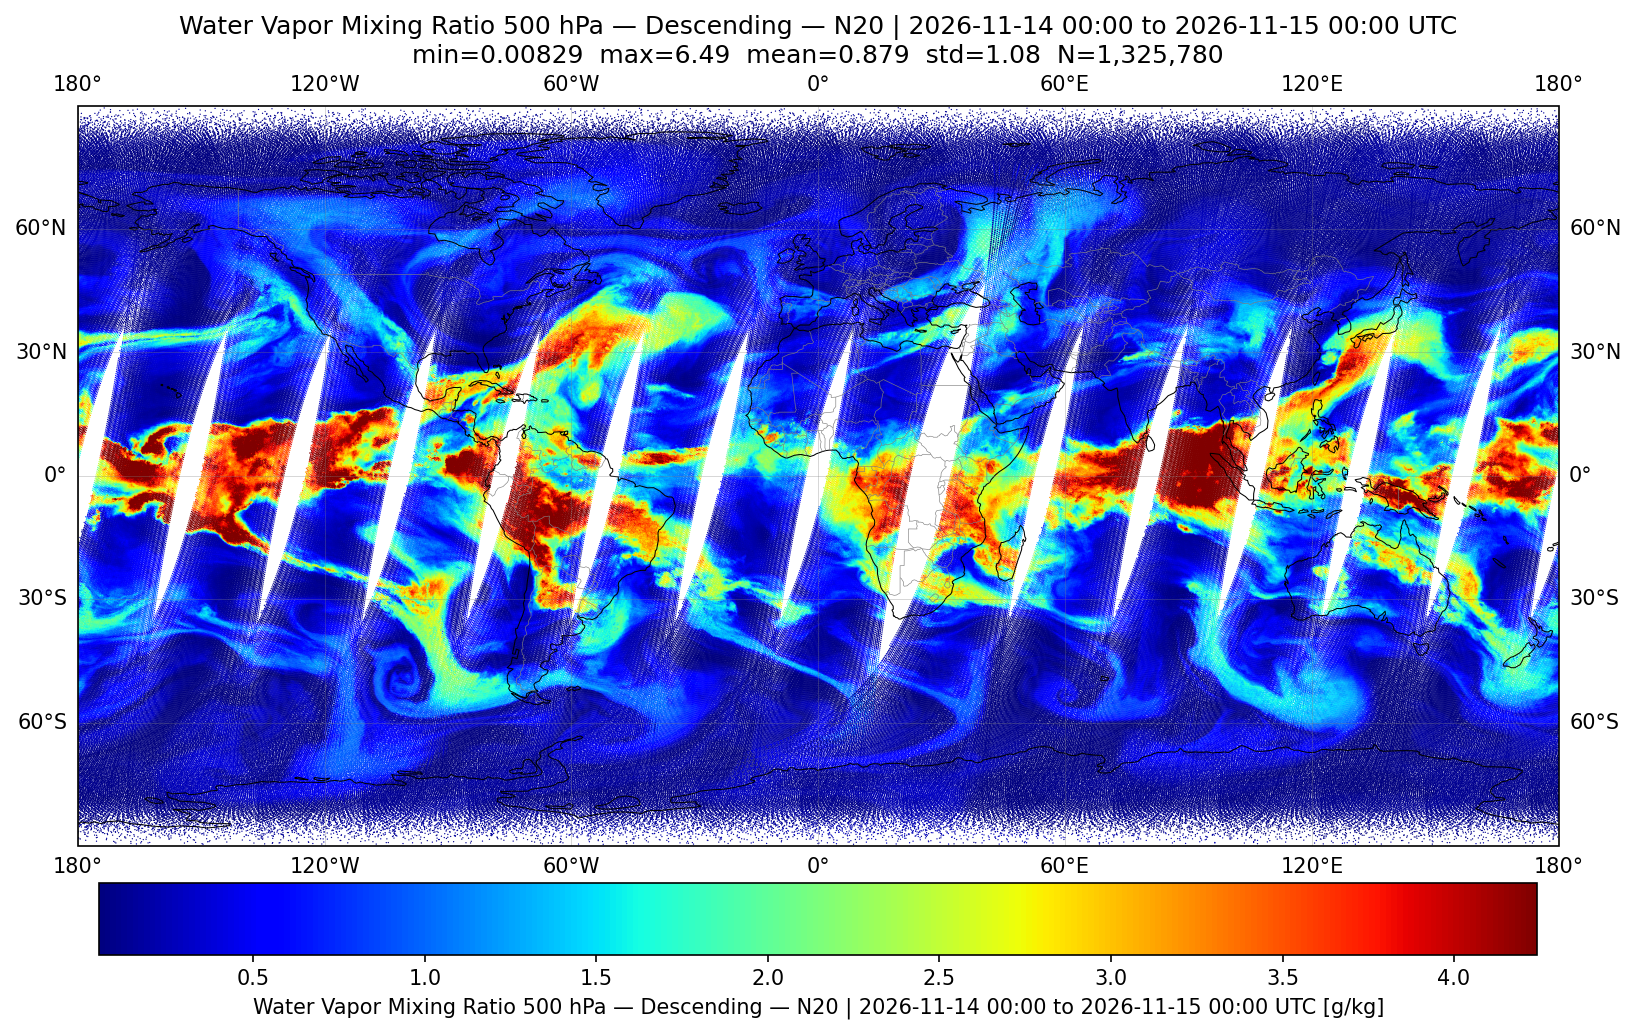 Water Vapor Mixing Ratio 500 hPa — Descending — N20 | 2026-11-14 00:00 to 2026-11-15 00:00 UTC
min=0.00829 max=6.49 mean=0.879 std=1.08 N=1,325,780
180° 120°W 60°W 0° 60°E 120°E 180°
60°N 60°N
30°N 30°N
0° 0°
30°S 30°S
60°S 60°S
180° 120°W 60°W 0° 60°E 120°E 180°
0.5 1.0 1.5 2.0 2.5 3.0 3.5 4.0
Water Vapor Mixing Ratio 500 hPa — Descending — N20 | 2026-11-14 00:00 to 2026-11-15 00:00 UTC [g/kg]